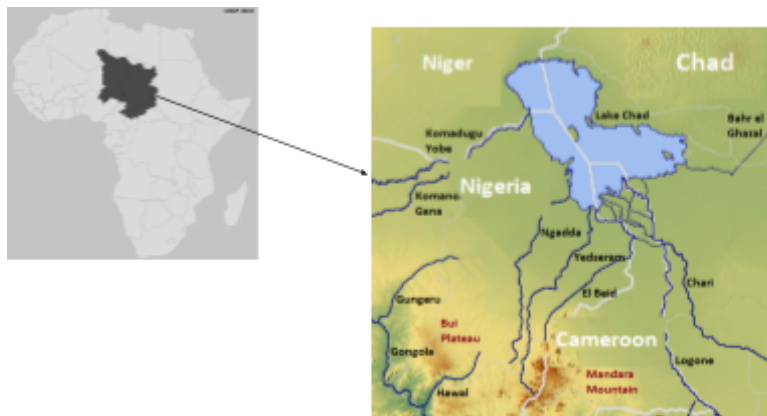 Niger
Chad
Lake Chad
Bahr el
Ghazal
Komadugu
Yobe
Nigeria
Komano
Gana
Ngadda
Yedseram
El Beid
Chari
Gungeru
Bui
Plateau
Cameroon
Gongola
Logone
Mandara
Mountain
Hawal